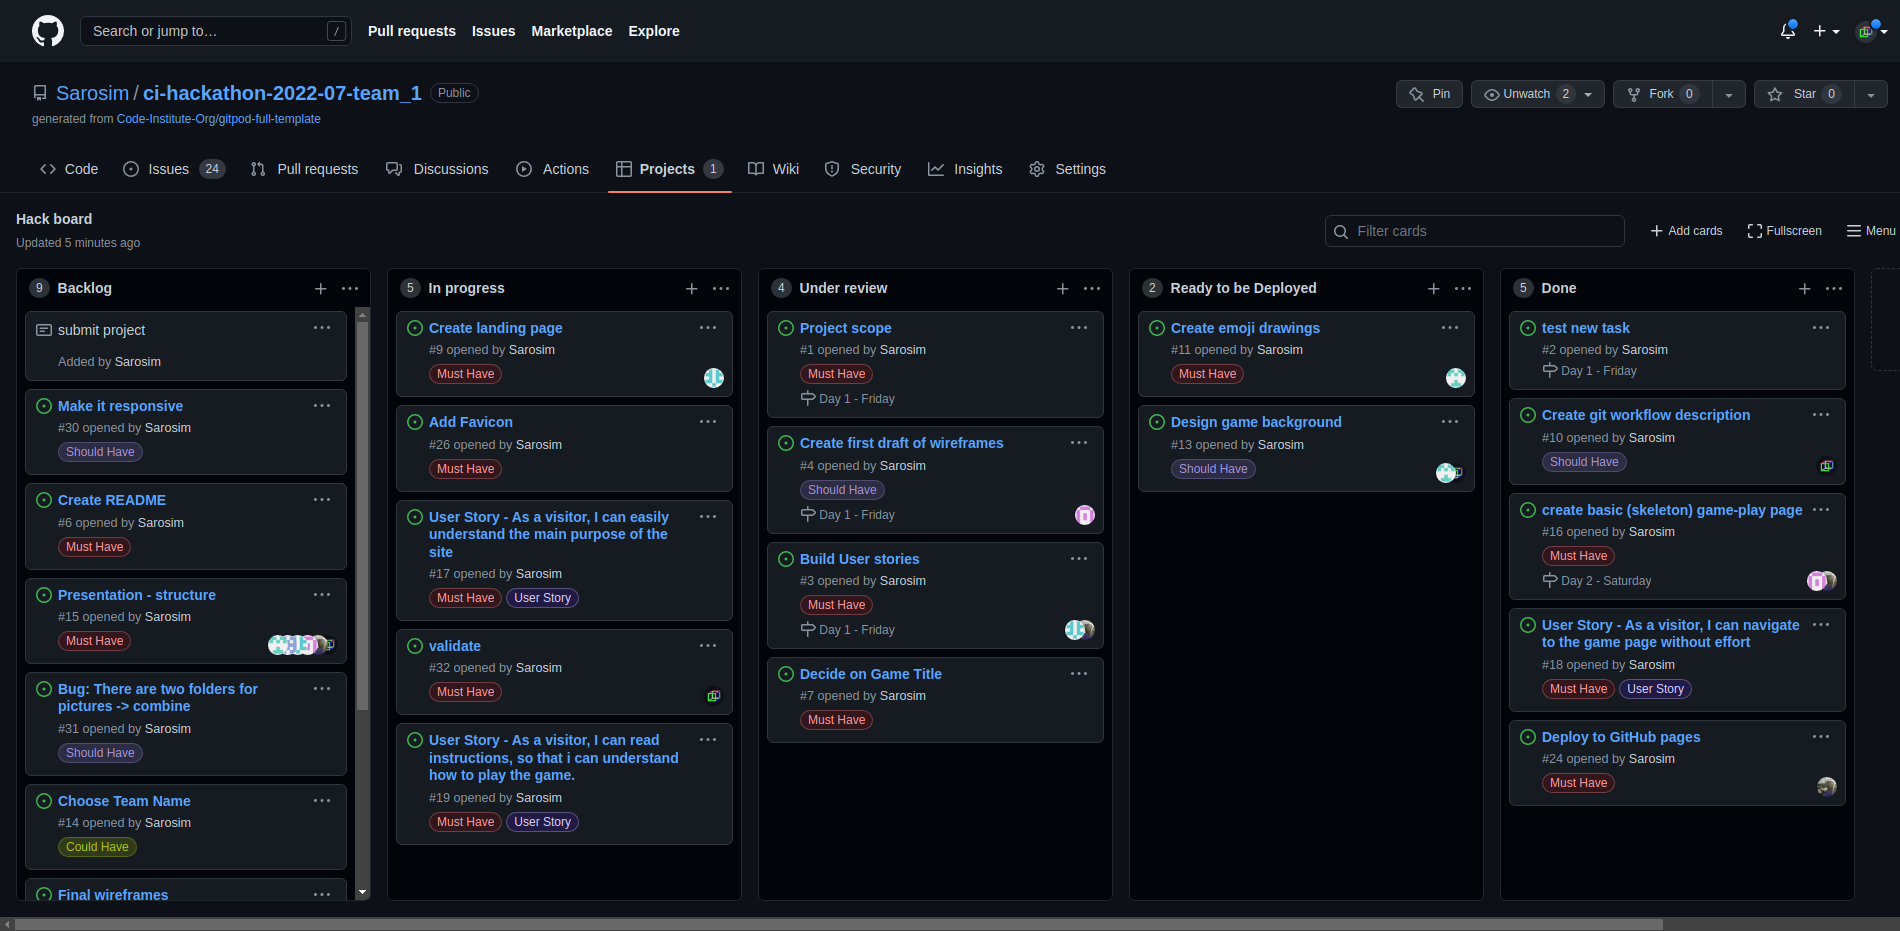 Search or jump to…
/
Pull requests
Issues
Marketplace
Explore
Sarosim / ci-hackathon-2022-07-team_1
Public
generated from Code-Institute-Org/gitpod-full-template
Pin
Unwatch 2
Fork 0
Star 0
Code
Issues 24
Pull requests
Discussions
Actions
Projects 1
Wiki
Security
Insights
Settings
Hack board
Updated 5 minutes ago
Filter cards
Add cards
Fullscreen
Menu
9 Backlog
submit project
Added by Sarosim
Make it responsive
#30 opened by Sarosim
Should Have
Create README
#6 opened by Sarosim
Must Have
Presentation - structure
#15 opened by Sarosim
Must Have
Bug: There are two folders for
pictures -> combine
#31 opened by Sarosim
Should Have
Choose Team Name
#14 opened by Sarosim
Could Have
Final wireframes
5 In progress
Create landing page
#9 opened by Sarosim
Must Have
Add Favicon
#26 opened by Sarosim
Must Have
User Story - As a visitor, I can easily
understand the main purpose of the
site
#17 opened by Sarosim
Must Have User Story
validate
#32 opened by Sarosim
Must Have
User Story - As a visitor, I can read
instructions, so that i can understand
how to play the game.
#19 opened by Sarosim
Must Have User Story
4 Under review
Project scope
#1 opened by Sarosim
Must Have
Day 1 - Friday
Create first draft of wireframes
#4 opened by Sarosim
Should Have
Day 1 - Friday
Build User stories
#3 opened by Sarosim
Must Have
Day 1 - Friday
Decide on Game Title
#7 opened by Sarosim
Must Have
2 Ready to be Deployed
Create emoji drawings
#11 opened by Sarosim
Must Have
Design game background
#13 opened by Sarosim
Should Have
5 Done
test new task
#2 opened by Sarosim
Day 1 - Friday
Create git workflow description
#10 opened by Sarosim
Should Have
create basic (skeleton) game-play page
#16 opened by Sarosim
Must Have
Day 2 - Saturday
User Story - As a visitor, I can navigate
to the game page without effort
#18 opened by Sarosim
Must Have User Story
Deploy to GitHub pages
#24 opened by Sarosim
Must Have